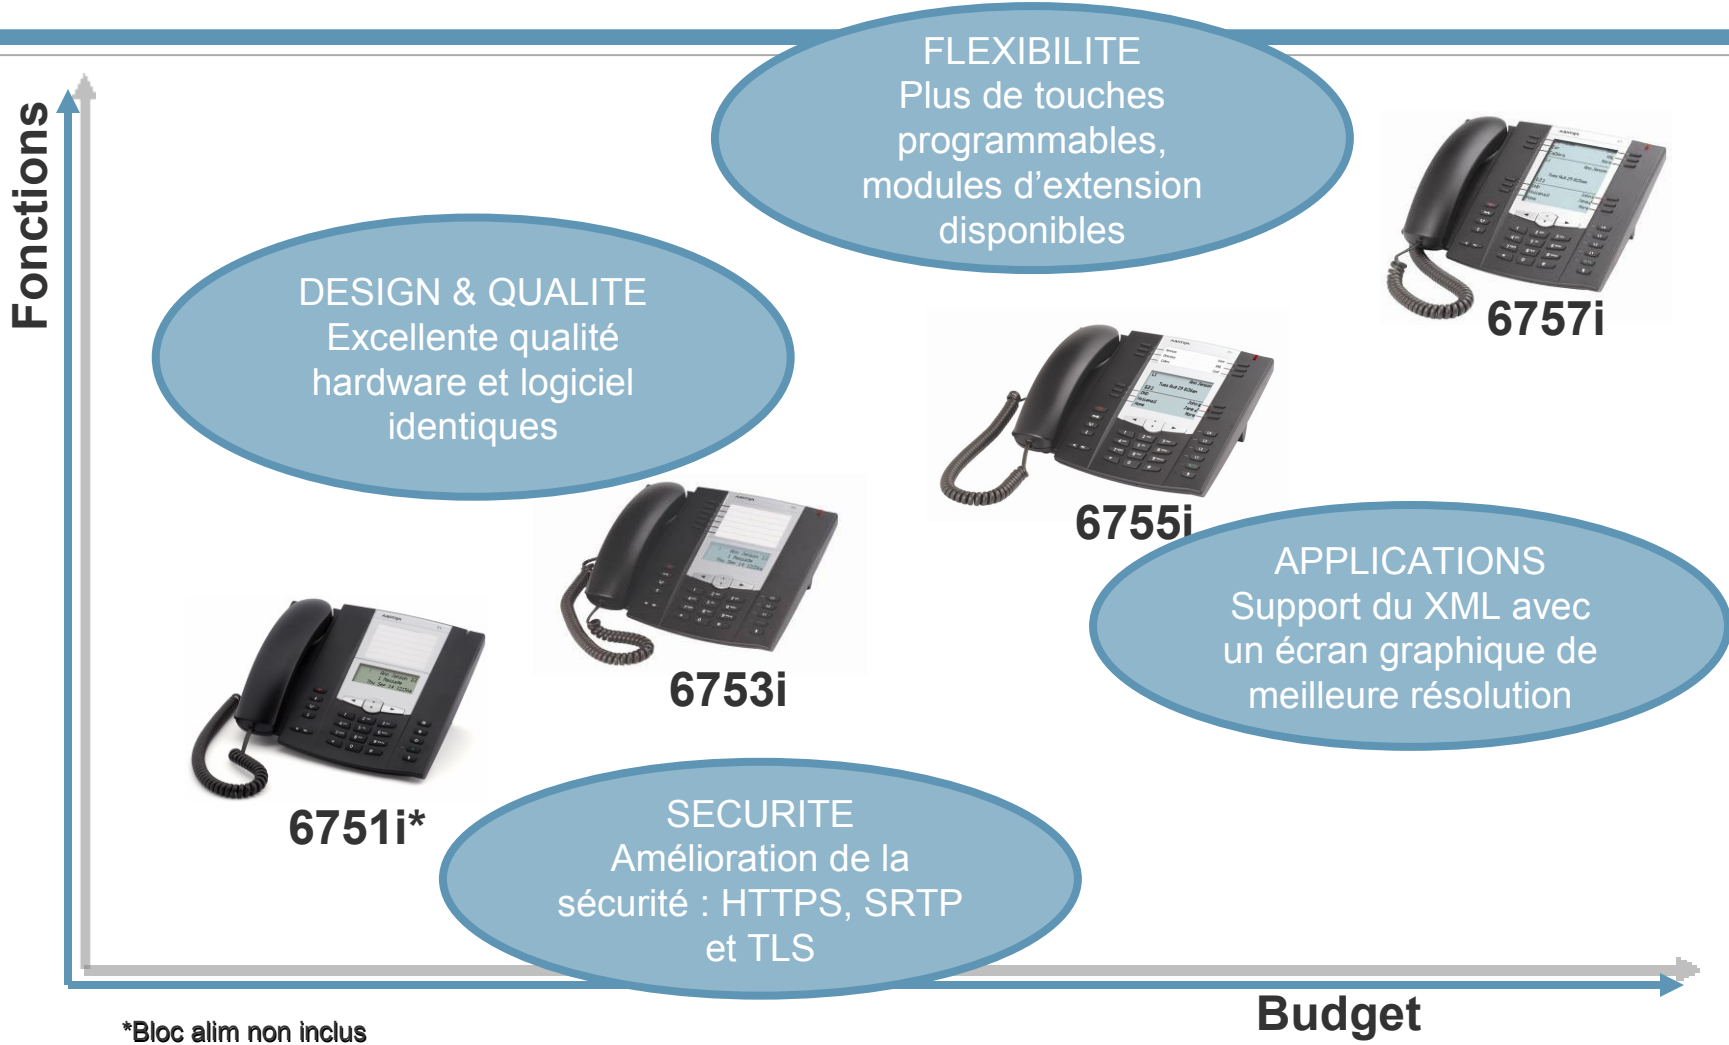 FLEXIBILITE
Plus de touches
programmables,
modules d’extension
disponibles
Fonctions
DESIGN & QUALITE
Excellente qualité
hardware et logiciel
identiques
6757i
6755i
APPLICATIONS
Support du XML avec
un écran graphique de
meilleure résolution
6753i
6751i*
SECURITE
Amélioration de la
sécurité : HTTPS, SRTP
et TLS
Budget
*Bloc alim non inclus